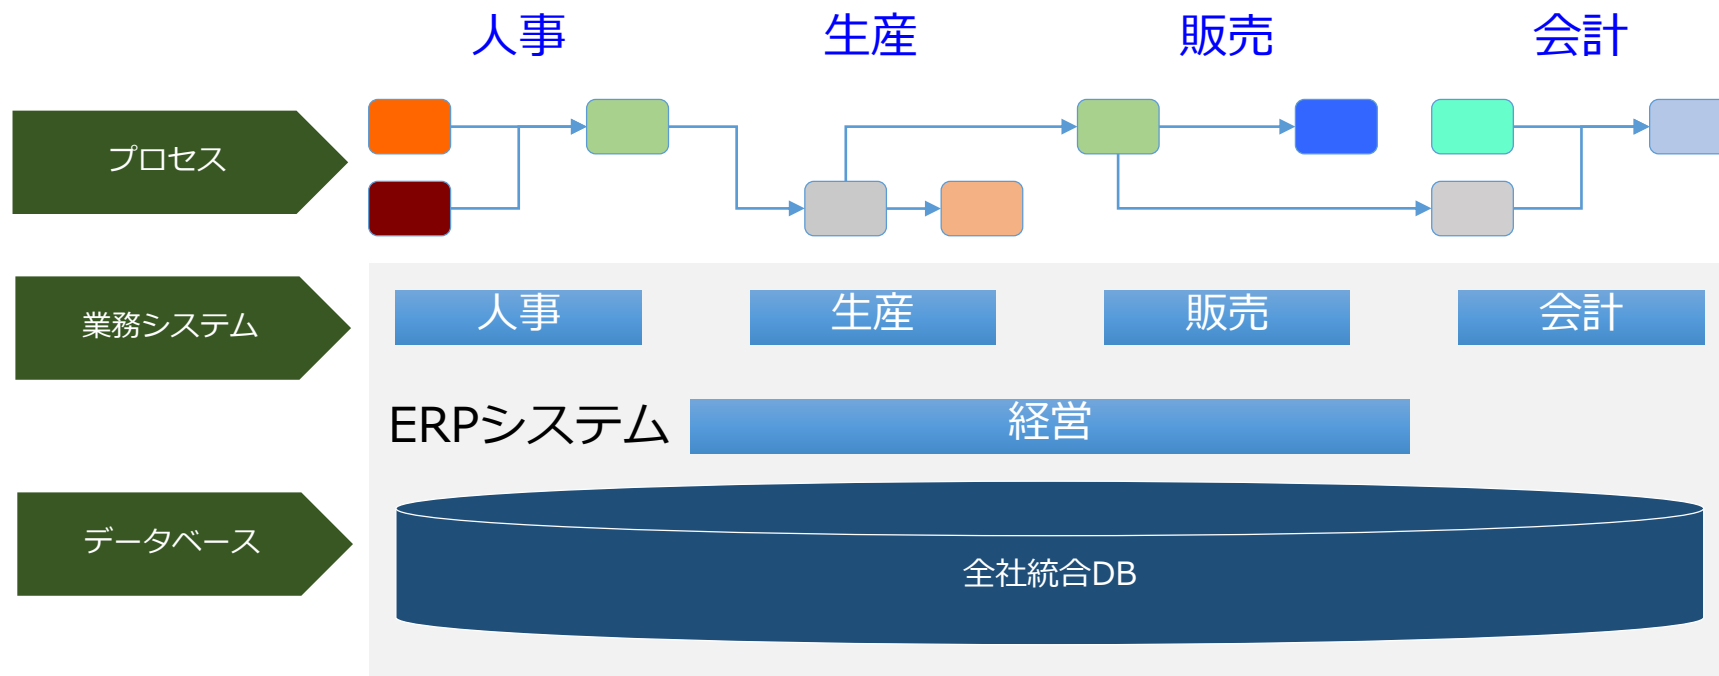 人事
生産
販売
会計
プロセス
業務システム
人事
生産
販売
会計
ERPシステム
経営
データベース
全社統合DB